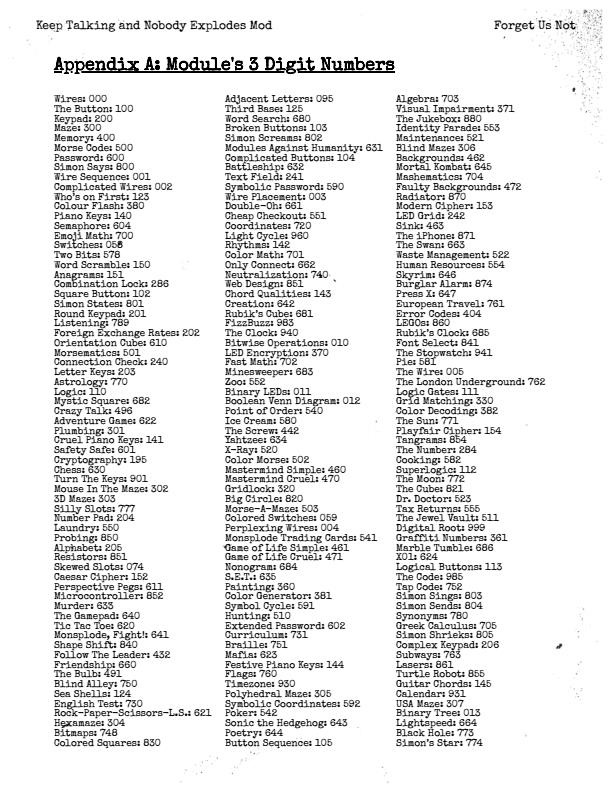 Keep Talking and Nobody Explodes Mod
Forget Us Not
Appendix A: Module's 3 Digit Numbers
Wires: 000
The Button: 100
Keypad: 200
Maze: 300
Memory: 400
Morse Code: 500
Password: 600
Simon Says: 800
Wire Sequence: 001
Complicated Wires: 002
Who's on First: 123
Colour Flash: 380
Piano Keys: 140
Semaphore: 604
Emoji Math: 700
Switches: 058
Two Bits: 578
Word Scramble: 150
Anagrams: 151
Combination Lock: 286
Square Button: 102
Simon States: 801
Round Keypad: 201
Listening: 789
Foreign Exchange Rates: 202
Orientation Cube: 610
Morsematics: 501
Connection Check: 240
Letter Keys: 203
Astrology: 770
Logic: 110
Mystic Square: 682
Crazy Talk: 496
Adventure Game: 622
Plumbing: 301
Cruel Piano Keys: 141
Safety Safe: 601
Cryptography: 195
Chess: 630
Turn The Keys: 901
Mouse In The Maze: 302
3D Maze: 303
Silly Slots: 777
Number Pad: 204
Laundry: 550
Probing: 850
Alphabet: 205
Resistors: 851
Skewed Slots: 074
Caesar Cipher: 152
Perspective Pegs: 611
Microcontroller: 852
Murder: 633
The Gamepad: 640
Tic Tac Toe: 620
Monsplode, Fight!: 641
Shape Shift: 840
Follow The Leader: 432
Friendship: 660
The Bulb: 491
Blind Alley: 750
Sea Shells: 124
English Test: 730
Rock-Paper-Scissors-L.S.: 621
Hexamaze: 304
Bitmaps: 748
Colored Squares: 830
Adjacent Letters: 095
Third Base: 125
Word Search: 680
Broken Buttons: 103
Simon Screams: 802
Modules Against Humanity: 631
Complicated Buttons: 104
Battleship: 632
Text Field: 241
Symbolic Password: 590
Wire Placement: 003
Double-Oh: 661
Cheap Checkout: 551
Coordinates: 720
Light Cycle: 960
Rhythms: 142
Color Math: 701
Only Connect: 662
Neutralization: 740
Web Design: 851
Chord Qualities: 143
Creation: 642
Rubik's Cube: 681
FizzBuzz: 983
The Clock: 940
Bitwise Operations: 010
LED Encryption: 370
Fast Math: 702
Minesweeper: 683
Zoo: 552
Binary LEDs: 011
Boolean Venn Diagram: 012
Point of Order: 540
Ice Cream: 580
The Screw: 442
Yahtzee: 634
X-Ray: 520
Color Morse: 502
Mastermind Simple: 460
Mastermind Cruel: 470
Gridlock: 320
Big Circle: 820
Morse-A-Maze: 503
Colored Switches: 059
Perplexing Wires: 004
Monsplode Trading Cards: 541
Game of Life Simple: 461
Game of Life Cruel: 471
Nonogram: 684
S.E.T.: 635
Painting: 360
Color Generator: 381
Symbol Cycle: 591
Hunting: 510
Extended Password: 602
Curriculum: 731
Braille: 751
Mafia: 623
Festive Piano Keys: 144
Flags: 760
Timezone: 930
Polyhedral Maze: 305
Symbolic Coordinates: 592
Poker: 542
Sonic the Hedgehog: 643
Poetry: 644
Button Sequence: 105
Algebra: 703
Visual Impairment: 371
The Jukebox: 880
Identity Parade: 553
Maintenance: 521
Blind Maze: 306
Backgrounds: 462
Mortal Kombat: 645
Mashematics: 704
Faulty Backgrounds: 472
Radiator: 870
Modern Cipher: 153
LED Grid: 242
Sink: 463
The iPhone: 871
The Swan: 663
Waste Management: 522
Human Resources: 554
Skyrim: 646
Burglar Alarm: 874
Press X: 647
European Travel: 761
Error Codes: 404
LEGOs: 860
Rubik's Clock: 685
Font Select: 841
The Stopwatch: 941
Pie: 581
The Wire: 005
The London Underground: 762
Logic Gates: 111
Grid Matching: 330
Color Decoding: 382
The Sun: 771
Playfair Cipher: 154
Tangrams: 854
The Number: 284
Cooking: 582
Superlogic: 112
The Moon: 772
The Cube: 821
Dr. Doctor: 523
Tax Returns: 555
The Jewel Vault: 511
Digital Root: 999
Graffiti Numbers: 361
Marble Tumble: 686
X01: 624
Logical Buttons: 113
The Code: 985
Tap Code: 752
Simon Sings: 803
Simon Sends: 804
Synonyms: 780
Greek Calculus: 705
Simon Shrieks: 805
Complex Keypad: 206
Subways: 763
Lasers: 861
Turtle Robot: 855
Guitar Chords: 145
Calendar: 931
USA Maze: 307
Binary Tree: 013
Lightspeed: 664
Black Hole: 773
Simon's Star: 774